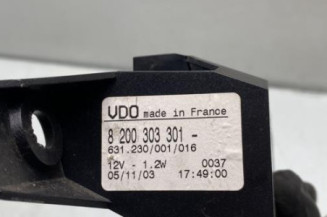 VDO made in France
8 200 303 301 -
631.230/001/016
12V - 1.2W 0037
05/11/03 17:49:00